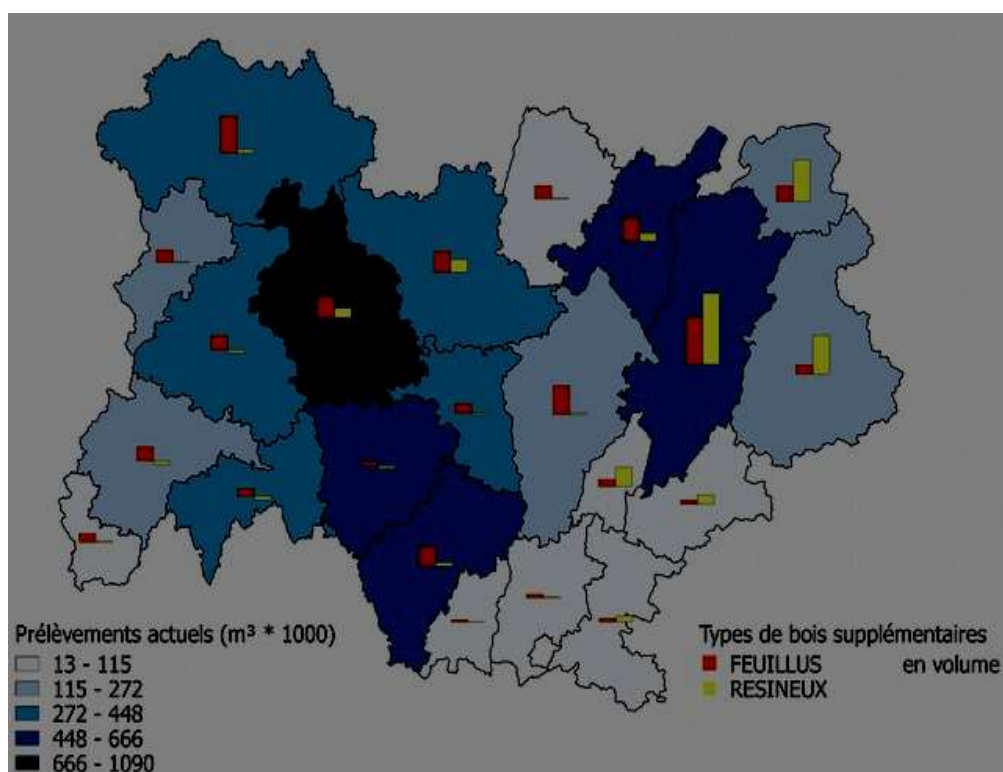 Prélèvements actuels (m³ * 1000)
13 - 115
115 - 272
272 - 448
448 - 666
666 - 1090
Types de bois supplémentaires
FEUILLUS en volume
RESINEUX